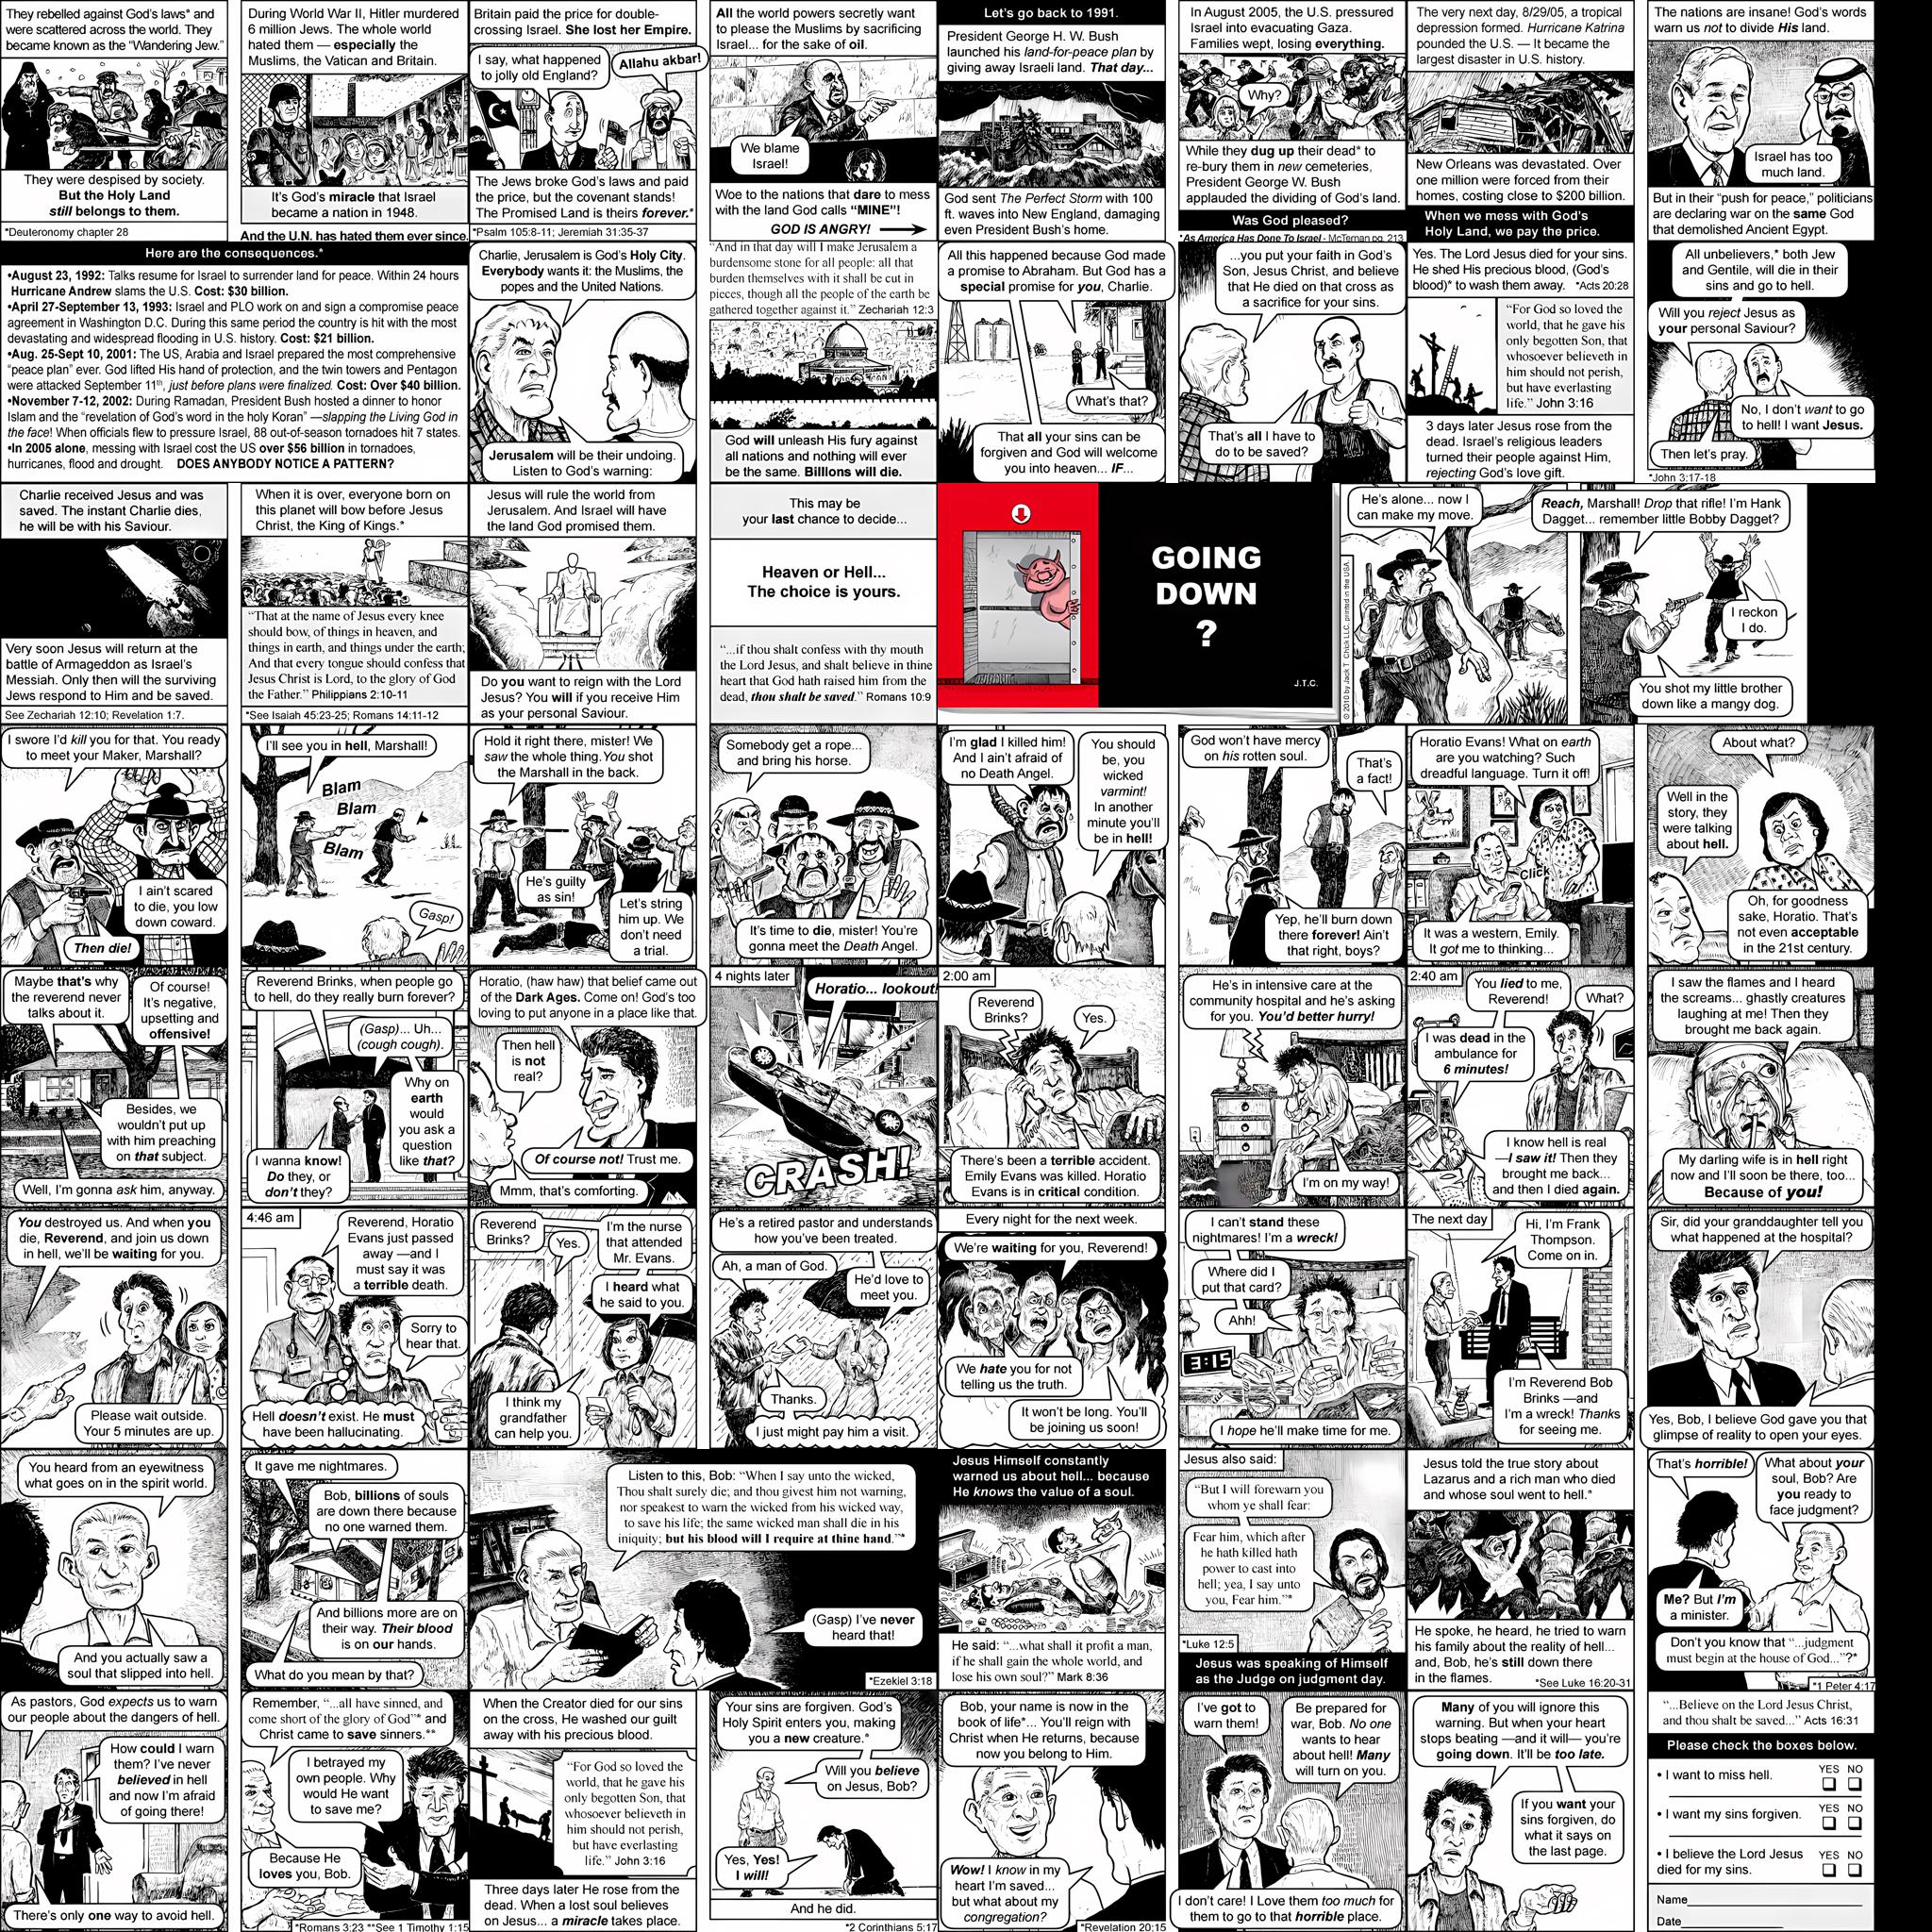 They rebelled against God's laws* and
were scattered across the world. They
became known as the "Wandering Jew."
They were despised by society.
But the Holy Land
still belongs to them.
*Deuteronomy chapter 28
During World War II, Hitler murdered
6 million Jews. The whole world
hated them — especially the
Muslims, the Vatican and Britain.
It's God's miracle that Israel
became a nation in 1948.
And the U.N. has hated them ever since.
Britain paid the price for double-
crossing Israel. She lost her Empire.
I say, what happened
to jolly old England?
Allahu akbar!
The Jews broke God's laws and paid
the price, but the covenant stands!
The Promised Land is theirs forever.*
*Psalm 105:8-11; Jeremiah 31:35-37
All the world powers secretly want
to please the Muslims by sacrificing
Israel... for the sake of oil.
We blame
Israel!
Woe to the nations that dare to mess
with the land God calls "MINE"!
GOD IS ANGRY!
Let's go back to 1991.
President George H. W. Bush
launched his land-for-peace plan by
giving away Israeli land. That day...
God sent The Perfect Storm with 100
ft. waves into New England, damaging
even President Bush's home.
In August 2005, the U.S. pressured
Israel into evacuating Gaza.
Families wept, losing everything.
Why?
While they dug up their dead* to
re-bury them in new cemeteries,
President George W. Bush
applauded the dividing of God's land.
Was God pleased?
*As America Has Done To Israel - McTernan pg. 213
The very next day, 8/29/05, a tropical
depression formed. Hurricane Katrina
pounded the U.S. — It became the
largest disaster in U.S. history.
New Orleans was devastated. Over
one million were forced from their
homes, costing close to $200 billion.
When we mess with God's
Holy Land, we pay the price.
The nations are insane! God's words
warn us not to divide His land.
Israel has too
much land.
But in their "push for peace," politicians
are declaring war on the same God
that demolished Ancient Egypt.
Here are the consequences.*
•August 23, 1992: Talks resume for Israel to surrender land for peace. Within 24 hours
Hurricane Andrew slams the U.S. Cost: $30 billion.
•April 27-September 13, 1993: Israel and PLO work on and sign a compromise peace
agreement in Washington D.C. During this same period the country is hit with the most
devastating and widespread flooding in U.S. history. Cost: $21 billion.
•Aug. 25-Sept 10, 2001: The US, Arabia and Israel prepared the most comprehensive
"peace plan" ever. God lifted His hand of protection, and the twin towers and Pentagon
were attacked September 11th, just before plans were finalized. Cost: Over $40 billion.
•November 7-12, 2002: During Ramadan, President Bush hosted a dinner to honor
Islam and the "revelation of God's word in the holy Koran" —slapping the Living God in
the face! When officials flew to pressure Israel, 88 out-of-season tornadoes hit 7 states.
•In 2005 alone, messing with Israel cost the US over $56 billion in tornadoes,
hurricanes, flood and drought. DOES ANYBODY NOTICE A PATTERN?
Charlie, Jerusalem is God's Holy City.
Everybody wants it: the Muslims, the
popes and the United Nations.
Jerusalem will be their undoing.
Listen to God's warning:
"And in that day will I make Jerusalem a
burdensome stone for all people: all that
burden themselves with it shall be cut in
pieces, though all the people of the earth be
gathered together against it." Zechariah 12:3
God will unleash His fury against
all nations and nothing will ever
be the same. Billions will die.
All this happened because God made
a promise to Abraham. But God has a
special promise for you, Charlie.
What's that?
That all your sins can be
forgiven and God will welcome
you into heaven... IF...
...you put your faith in God's
Son, Jesus Christ, and believe
that He died on that cross as
a sacrifice for your sins.
That's all I have to
do to be saved?
Yes. The Lord Jesus died for your sins.
He shed His precious blood, (God's
blood)* to wash them away. *Acts 20:28
"For God so loved the
world, that he gave his
only begotten Son, that
whosoever believeth in
him should not perish,
but have everlasting
life." John 3:16
3 days later Jesus rose from the
dead. Israel's religious leaders
turned their people against Him,
rejecting God's love gift.
All unbelievers,* both Jew
and Gentile, will die in their
sins and go to hell.
Will you reject Jesus as
your personal Saviour?
No, I don't want to go
to hell! I want Jesus.
Then let's pray.
*John 3:17-18
Charlie received Jesus and was
saved. The instant Charlie dies,
he will be with his Saviour.
Very soon Jesus will return at the
battle of Armageddon as Israel's
Messiah. Only then will the surviving
Jews respond to Him and be saved.
See Zechariah 12:10; Revelation 1:7.
When it is over, everyone born on
this planet will bow before Jesus
Christ, the King of Kings.*
"That at the name of Jesus every knee
should bow, of things in heaven, and
things in earth, and things under the earth;
And that every tongue should confess that
Jesus Christ is Lord, to the glory of God
the Father." Philippians 2:10-11
*See Isaiah 45:23-25; Romans 14:11-12
Jesus will rule the world from
Jerusalem. And Israel will have
the land God promised them.
Do you want to reign with the Lord
Jesus? You will if you receive Him
as your personal Saviour.
This may be
your last chance to decide...
Heaven or Hell...
The choice is yours.
"...if thou shalt confess with thy mouth
the Lord Jesus, and shalt believe in thine
heart that God hath raised him from the
dead, thou shalt be saved." Romans 10:9
GOING
DOWN
?
J.T.C.
© 2010 by Jack T. Chick LLC. printed in the USA.
He's alone... now I
can make my move.
Reach, Marshall! Drop that rifle! I'm Hank
Dagget... remember little Bobby Dagget?
I reckon
I do.
You shot my little brother
down like a mangy dog.
I swore I'd kill you for that. You ready
to meet your Maker, Marshall?
I ain't scared
to die, you low
down coward.
Then die!
I'll see you in hell, Marshall!
Blam
Blam
Blam
Gasp!
Hold it right there, mister! We
saw the whole thing. You shot
the Marshall in the back.
He's guilty
as sin!
Let's string
him up. We
don't need
a trial.
Somebody get a rope...
and bring his horse.
It's time to die, mister! You're
gonna meet the Death Angel.
I'm glad I killed him!
And I ain't afraid of
no Death Angel.
You should
be, you
wicked
varmint!
In another
minute you'll
be in hell!
God won't have mercy
on his rotten soul.
That's
a fact!
Yep, he'll burn down
there forever! Ain't
that right, boys?
Horatio Evans! What on earth
are you watching? Such
dreadful language. Turn it off!
Click
It was a western, Emily.
It got me to thinking...
About what?
Well in the
story, they
were talking
about hell.
Oh, for goodness
sake, Horatio. That's
not even acceptable
in the 21st century.
Maybe that's why
the reverend never
talks about it.
Of course!
It's negative,
upsetting and
offensive!
Besides, we
wouldn't put up
with him preaching
on that subject.
Well, I'm gonna ask him, anyway.
Reverend Brinks, when people go
to hell, do they really burn forever?
(Gasp)... Uh...
(cough cough).
Why on
earth
would
you ask a
question
like that?
I wanna know!
Do they, or
don't they?
Horatio, (haw haw) that belief came out
of the Dark Ages. Come on! God's too
loving to put anyone in a place like that.
Then hell
is not
real?
Of course not! Trust me.
Mmm, that's comforting.
4 nights later
Horatio... lookout!
CRASH!
2:00 am
Reverend
Brinks?
Yes.
There's been a terrible accident.
Emily Evans was killed. Horatio
Evans is in critical condition.
He's in intensive care at the
community hospital and he's asking
for you. You'd better hurry!
I'm on my way!
2:40 am
You lied to me,
Reverend!
What?
I was dead in the
ambulance for
6 minutes!
I know hell is real
—I saw it! Then they
brought me back...
and then I died again.
I saw the flames and I heard
the screams... ghastly creatures
laughing at me! Then they
brought me back again.
My darling wife is in hell right
now and I'll soon be there, too...
Because of you!
You destroyed us. And when you
die, Reverend, and join us down
in hell, we'll be waiting for you.
Please wait outside.
Your 5 minutes are up.
4:46 am
Reverend, Horatio
Evans just passed
away —and I
must say it was
a terrible death.
Sorry to
hear that.
Hell doesn't exist. He must
have been hallucinating.
Reverend
Brinks?
Yes.
I'm the nurse
that attended
Mr. Evans.
I heard what
he said to you.
I think my
grandfather
can help you.
He's a retired pastor and understands
how you've been treated.
Ah, a man of God.
He'd love to
meet you.
Thanks.
I just might pay him a visit.
Every night for the next week.
We're waiting for you, Reverend!
We hate you for not
telling us the truth.
It won't be long. You'll
be joining us soon!
I can't stand these
nightmares! I'm a wreck!
Where did I
put that card?
Ahh!
3:15
I hope he'll make time for me.
The next day
Hi, I'm Frank
Thompson.
Come on in.
I'm Reverend Bob
Brinks —and
I'm a wreck! Thanks
for seeing me.
Sir, did your granddaughter tell you
what happened at the hospital?
Yes, Bob, I believe God gave you that
glimpse of reality to open your eyes.
You heard from an eyewitness
what goes on in the spirit world.
And you actually saw a
soul that slipped into hell.
It gave me nightmares.
Bob, billions of souls
are down there because
no one warned them.
And billions more are on
their way. Their blood
is on our hands.
What do you mean by that?
Listen to this, Bob: "When I say unto the wicked,
Thou shalt surely die; and thou givest him not warning,
nor speakest to warn the wicked from his wicked way,
to save his life; the same wicked man shall die in his
iniquity; but his blood will I require at thine hand."*
(Gasp) I've never
heard that!
*Ezekiel 3:18
Jesus Himself constantly
warned us about hell... because
He knows the value of a soul.
He said: "...what shall it profit a man,
if he shall gain the whole world, and
lose his own soul?" Mark 8:36
Jesus also said:
"But I will forewarn you
whom ye shall fear:
Fear him, which after
he hath killed hath
power to cast into
hell; yea, I say unto
you, Fear him."*
*Luke 12:5
Jesus was speaking of Himself
as the Judge on judgment day.
Jesus told the true story about
Lazarus and a rich man who died
and whose soul went to hell.*
He spoke, he heard, he tried to warn
his family about the reality of hell...
and, Bob, he's still down there
in the flames.
*See Luke 16:20-31
That's horrible!
What about your
soul, Bob? Are
you ready to
face judgment?
Me? But I'm
a minister.
Don't you know that "...judgment
must begin at the house of God..."?*
*1 Peter 4:17
As pastors, God expects us to warn
our people about the dangers of hell.
How could I warn
them? I've never
believed in hell
and now I'm afraid
of going there!
There's only one way to avoid hell.
Remember, "...all have sinned, and
come short of the glory of God"* and
Christ came to save sinners.**
I betrayed my
own people. Why
would He want
to save me?
Because He
loves you, Bob.
*Romans 3:23 **See 1 Timothy 1:15
When the Creator died for our sins
on the cross, He washed our guilt
away with his precious blood.
"For God so loved the
world, that he gave his
only begotten Son, that
whosoever believeth in
him should not perish,
but have everlasting
life." John 3:16
Three days later He rose from the
dead. When a lost soul believes
on Jesus... a miracle takes place.
Your sins are forgiven. God's
Holy Spirit enters you, making
you a new creature.*
Will you believe
on Jesus, Bob?
Yes, Yes!
I will!
And he did.
*2 Corinthians 5:17
Bob, your name is now in the
book of life*... You'll reign with
Christ when He returns, because
now you belong to Him.
Wow! I know in my
heart I'm saved...
but what about my
congregation?
*Revelation 20:15
I've got to
warn them!
Be prepared for
war, Bob. No one
wants to hear
about hell! Many
will turn on you.
I don't care! I Love them too much for
them to go to that horrible place.
Many of you will ignore this
warning. But when your heart
stops beating —and it will— you're
going down. It'll be too late.
If you want your
sins forgiven, do
what it says on
the last page.
"...Believe on the Lord Jesus Christ,
and thou shalt be saved..." Acts 16:31
Please check the boxes below.
• I want to miss hell.
YES NO
• I want my sins forgiven.
YES NO
• I believe the Lord Jesus
died for my sins.
YES NO
Name
Date